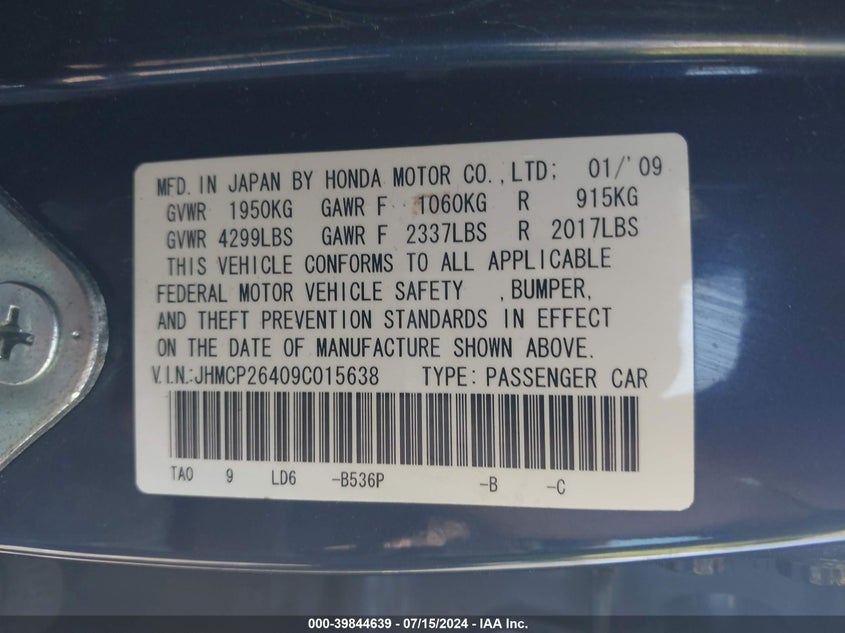 MFD. IN JAPAN BY HONDA MOTOR CO., LTD; 01/'09
GVWR 1950KG GAWR F 1060KG R 915KG
GVWR 4299LBS GAWR F 2337LBS R 2017LBS
THIS VEHICLE CONFORMS TO ALL APPLICABLE
FEDERAL MOTOR VEHICLE SAFETY , BUMPER,
AND THEFT PREVENTION STANDARDS IN EFFECT
ON THE DATE OF MANUFACTURE SHOWN ABOVE.
V.I.N.:JHMCP26409C015638 TYPE: PASSENGER CAR
TA0 9 LD6 -B536P -B -C
000-39844639 - 07/15/2024 - IAA Inc.